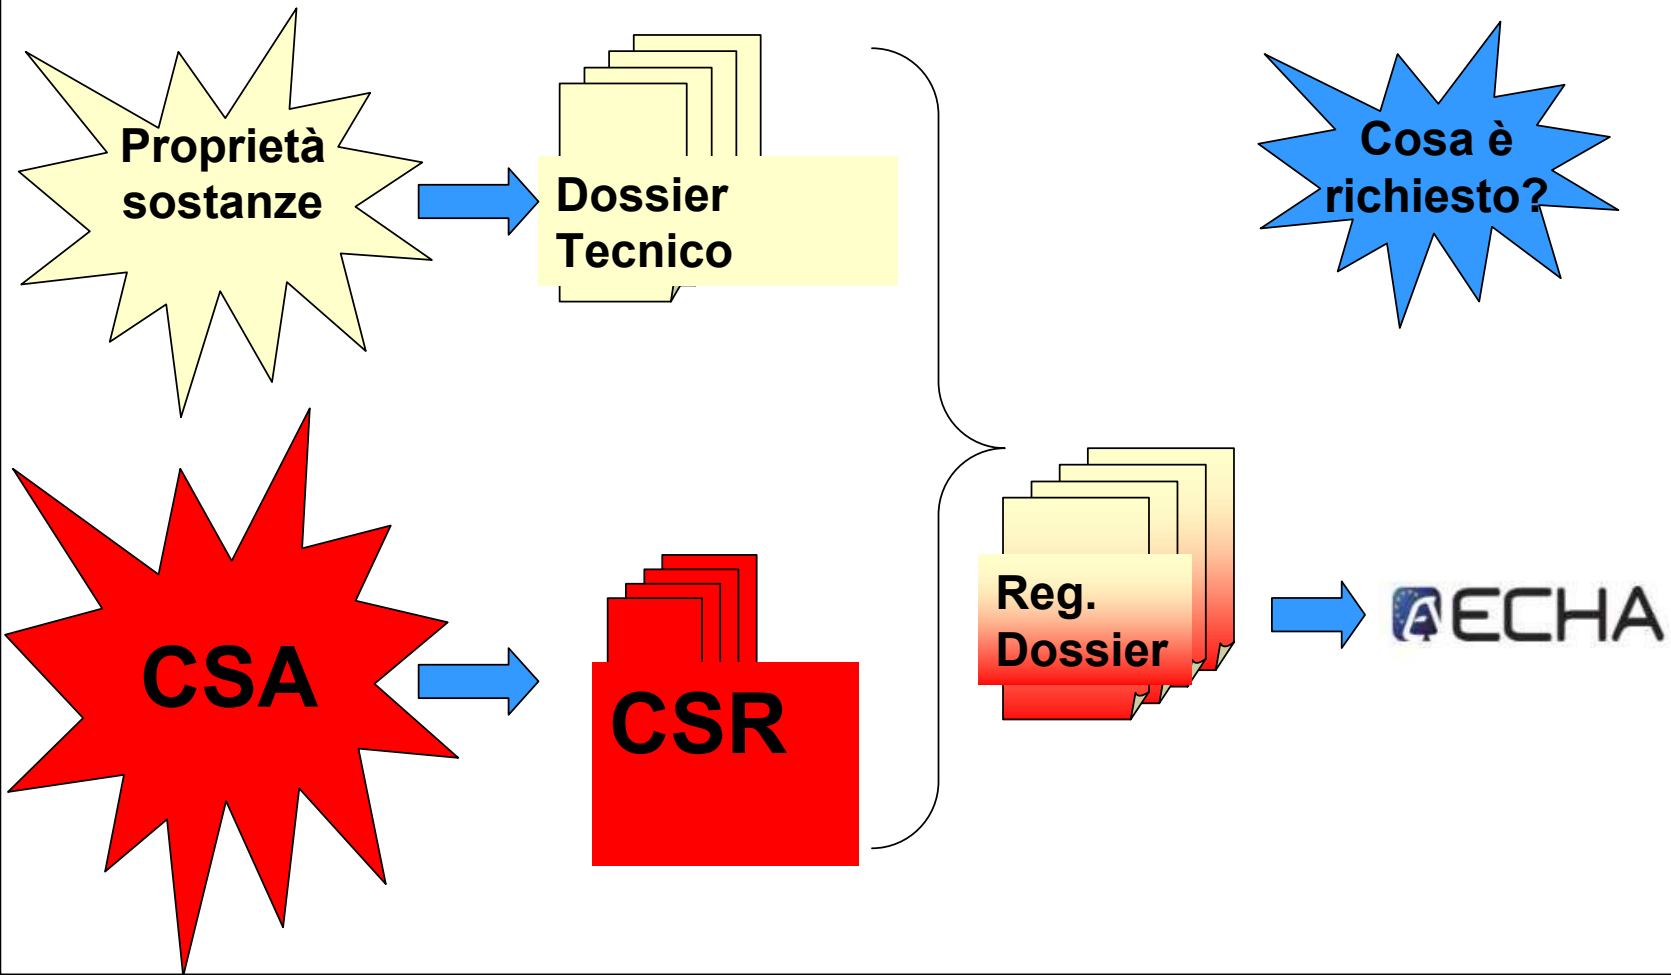 Proprietà
sostanze
Dossier
Tecnico
Cosa è
richiesto?
CSA
CSR
Reg.
Dossier
ECHA